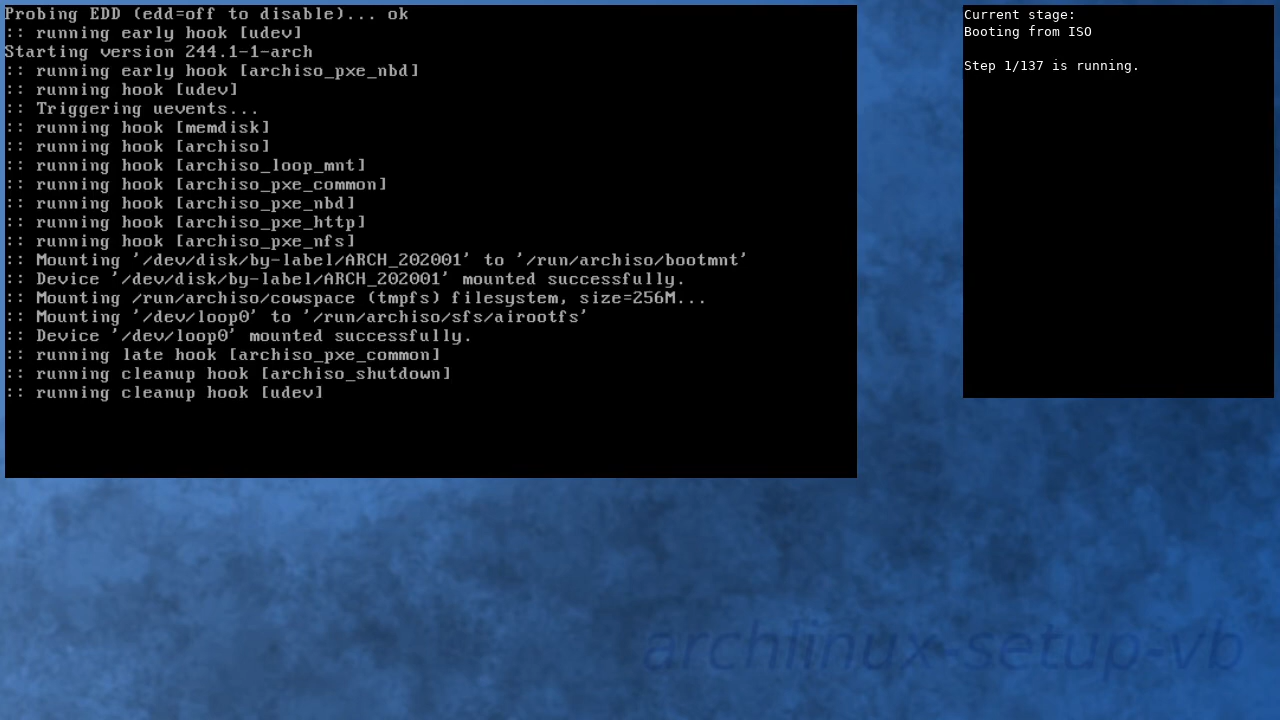 Probing EDD (edd=off to disable)... ok
:: running early hook [udev]
Starting version 244.1-1-arch
:: running early hook [archiso_pxe_nbd]
:: running hook [udev]
:: Triggering uevents...
:: running hook [memdisk]
:: running hook [archiso]
:: running hook [archiso_loop_mnt]
:: running hook [archiso_pxe_common]
:: running hook [archiso_pxe_nbd]
:: running hook [archiso_pxe_http]
:: running hook [archiso_pxe_nfs]
:: Mounting '/dev/disk/by-label/ARCH_202001' to '/run/archiso/bootmnt'
:: Device '/dev/disk/by-label/ARCH_202001' mounted successfully.
:: Mounting /run/archiso/cowspace (tmpfs) filesystem, size=256M...
:: Mounting '/dev/loop0' to '/run/archiso/sfs/airootfs'
:: Device '/dev/loop0' mounted successfully.
:: running late hook [archiso_pxe_common]
:: running cleanup hook [archiso_shutdown]
:: running cleanup hook [udev]
Current stage:
Booting from ISO
Step 1/137 is running.
archlinux-setup-vb